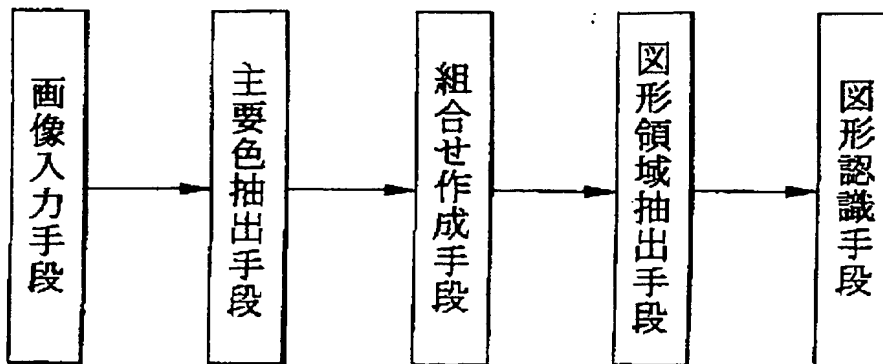 画像入力手段
主要色抽出手段
組合せ作成手段
図形領域抽出手段
図形認識手段